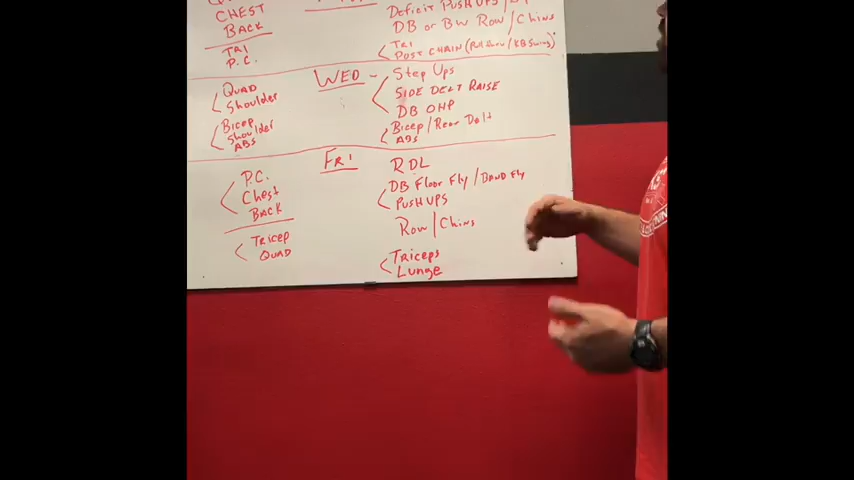 CHEST
BACK
TRI
P.C.
Deficit PUSH UPS
DB or BW Row / Chins
TRI
POST CHAIN (Pull Thru / KB Swing)
WED -
QUAD
Shoulder
Bicep
Shoulder
ABS
Step Ups
SIDE DELT RAISE
DB OHP
Bicep / Rear Delt
ABS
FRI
P.C.
Chest
BACK
TRICEP
QUAD
RDL
DB Floor Fly / BAND Fly
PUSH UPS
Row / Chins
Triceps
Lunge